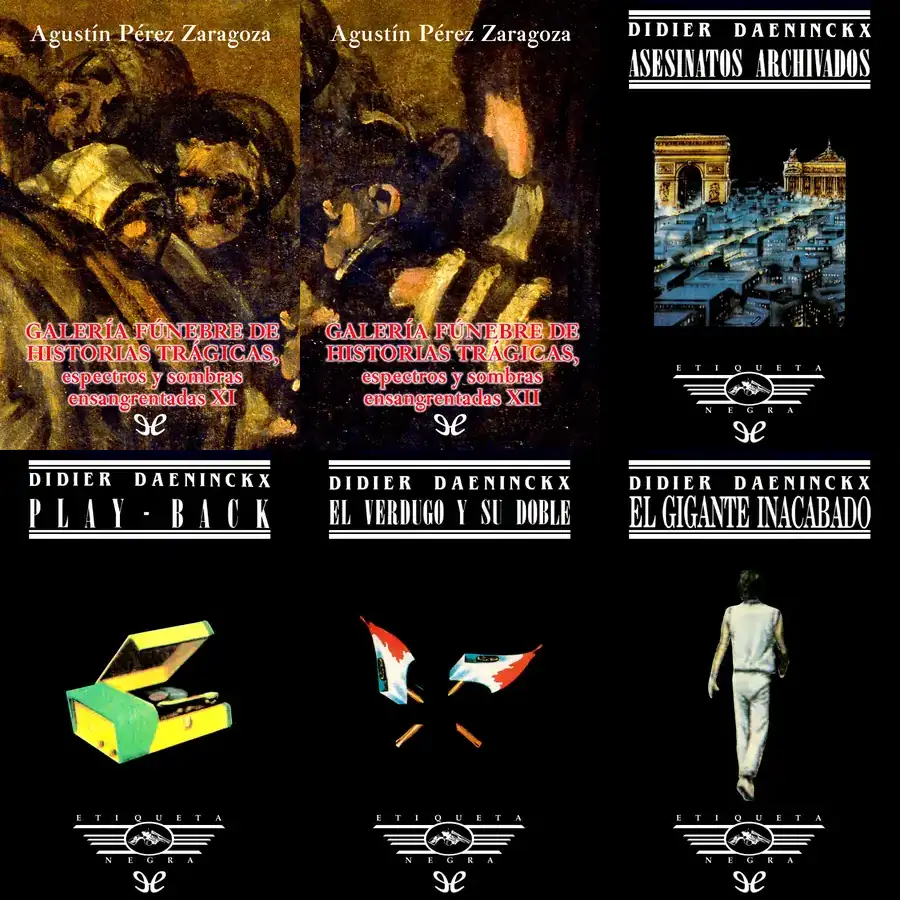 Agustín Pérez Zaragoza
GALERÍA FÚNEBRE DE
HISTORIAS TRÁGICAS,
espectros y sombras
ensangrentadas XI
Agustín Pérez Zaragoza
GALERÍA FÚNEBRE DE
HISTORIAS TRÁGICAS,
espectros y sombras
ensangrentadas XII
DIDIER DAENINCKX
ASESINATOS ARCHIVADOS
ETIQUETA
NEGRA
DIDIER DAENINCKX
PLAY-BACK
ETIQUETA
NEGRA
DIDIER DAENINCKX
EL VERDUGO Y SU DOBLE
ETIQUETA
NEGRA
DIDIER DAENINCKX
EL GIGANTE INACABADO
ETIQUETA
NEGRA